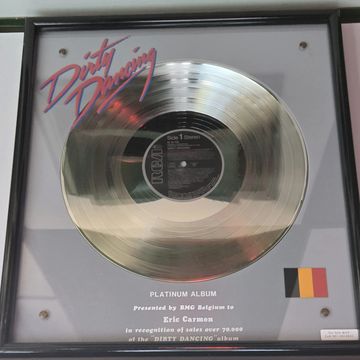 Dirty
Dancing
Side 1 Stereo
RCA
PLATINUM ALBUM
Presented by BMG Belgium to
Eric Carmen
in recognition of sales over 70.000
of the "DIRTY DANCING" album